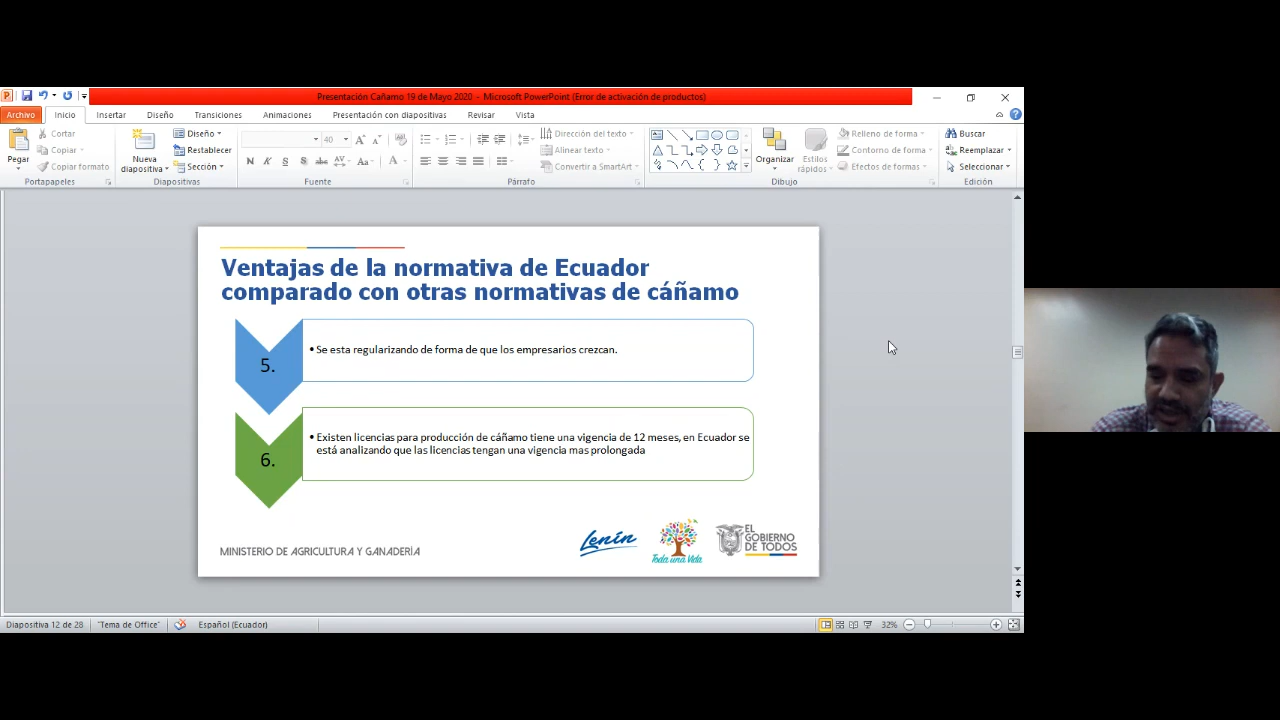 Presentación Cañamo 19 de Mayo 2020 - Microsoft PowerPoint (Error de activación de productos)
Archivo Inicio Insertar Diseño Transiciones Animaciones Presentación con diapositivas Revisar Vista
Pegar
Cortar
Copiar
Copiar formato
Portapapeles
Nueva diapositiva
Diseño
Restablecer
Sección
Diapositivas
40
Fuente
Dirección del texto
Alinear texto
Convertir a SmartArt
Párrafo
Organizar
Estilos rápidos
Relleno de forma
Contorno de forma
Efectos de formas
Dibujo
Buscar
Reemplazar
Seleccionar
Edición
Ventajas de la normativa de Ecuador
comparado con otras normativas de cáñamo
5.
• Se esta regularizando de forma de que los empresarios crezcan.
6.
• Existen licencias para producción de cáñamo tiene una vigencia de 12 meses, en Ecuador se
está analizando que las licencias tengan una vigencia mas prolongada
MINISTERIO DE AGRICULTURA Y GANADERÍA
Lenín
Toda una Vida
EL
GOBIERNO
DE TODOS
Diapositiva 12 de 28 "Tema de Office" Español (Ecuador) 32%